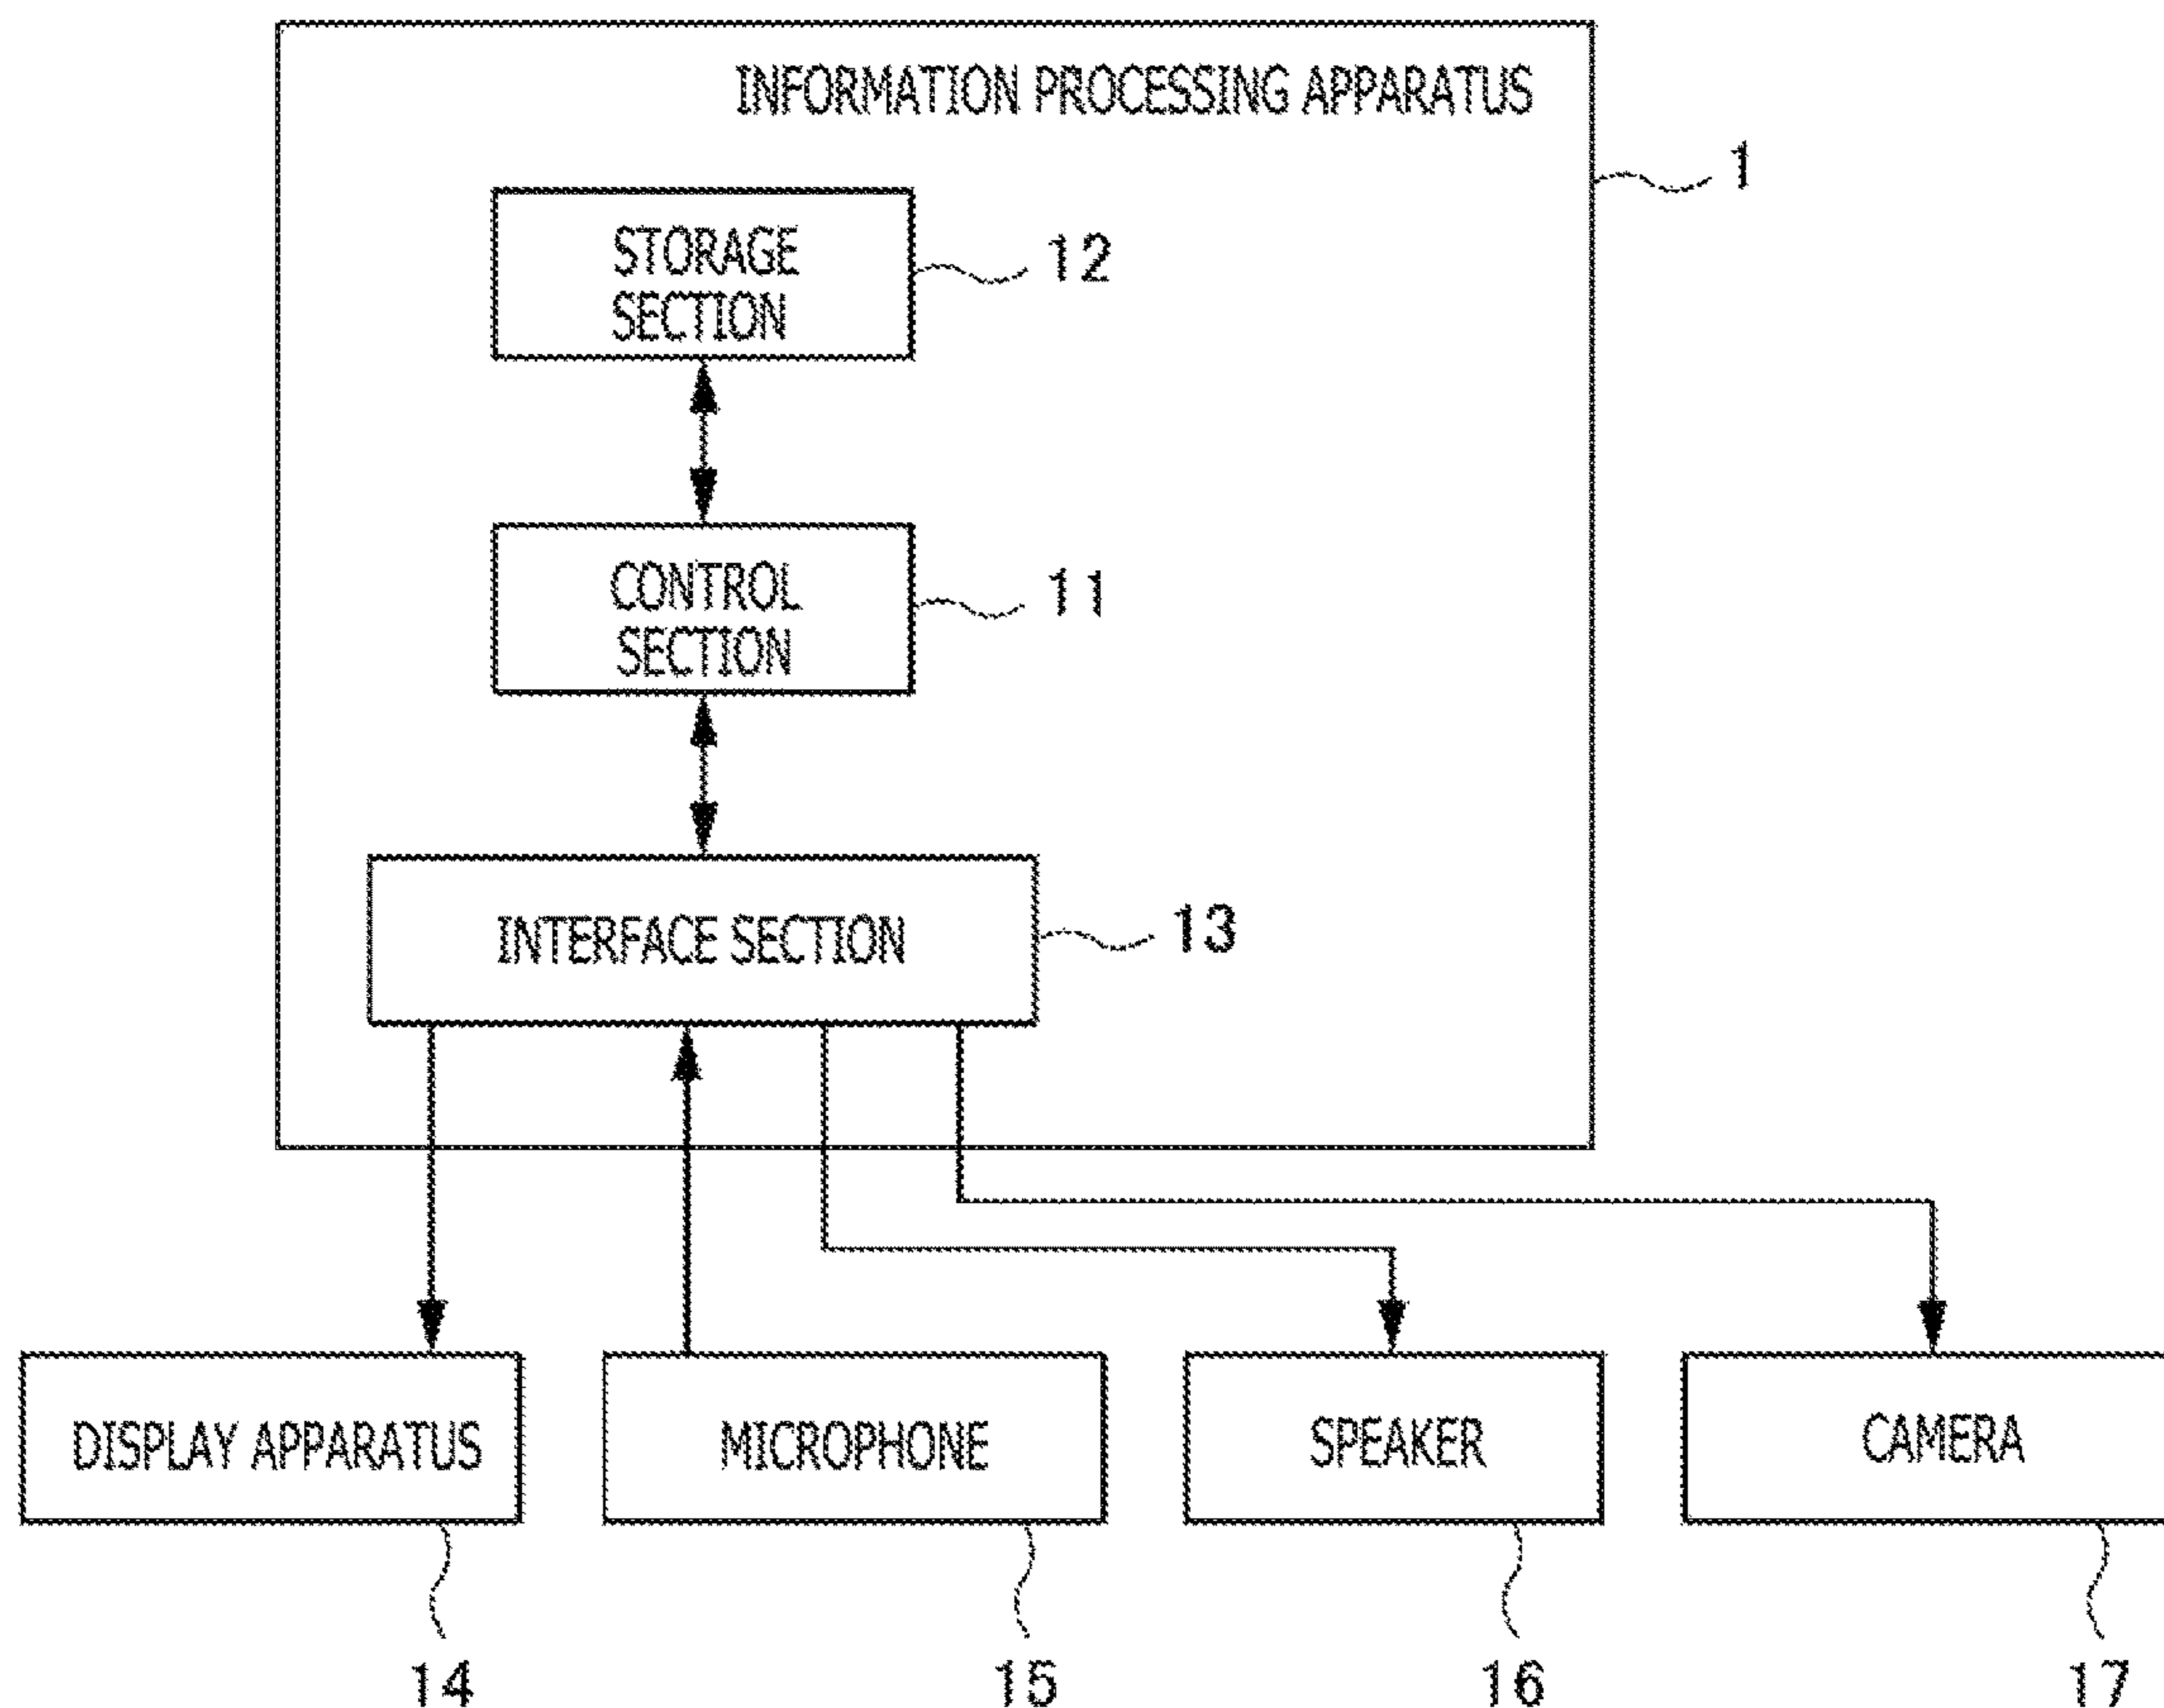 INFORMATION PROCESSING APPARATUS
1
STORAGE
SECTION
12
CONTROL
SECTION
11
INTERFACE SECTION
13
DISPLAY APPARATUS
MICROPHONE
SPEAKER
CAMERA
14
15
16
17